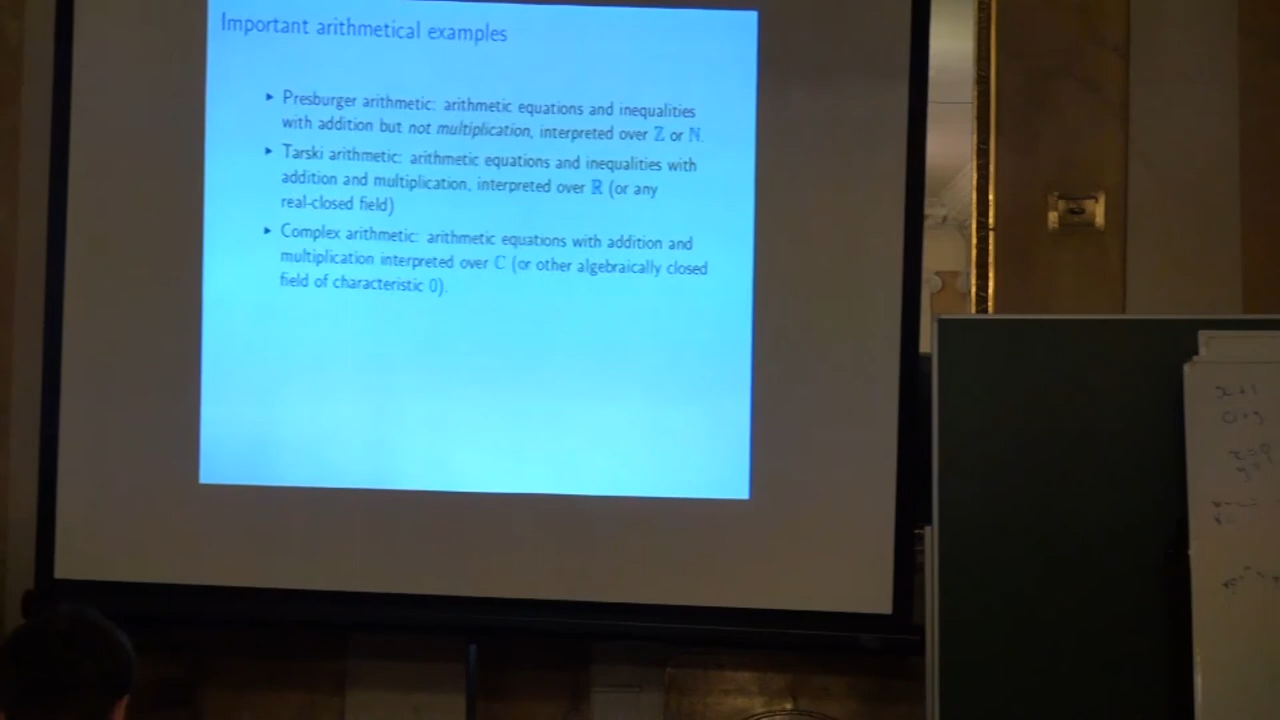 Important arithmetical examples
▶ Presburger arithmetic: arithmetic equations and inequalities
with addition but not multiplication, interpreted over ℤ or ℕ.
▶ Tarski arithmetic: arithmetic equations and inequalities with
addition and multiplication, interpreted over ℝ (or any
real-closed field)
▶ Complex arithmetic: arithmetic equations with addition and
multiplication interpreted over ℂ (or other algebraically closed
field of characteristic 0).
x+1